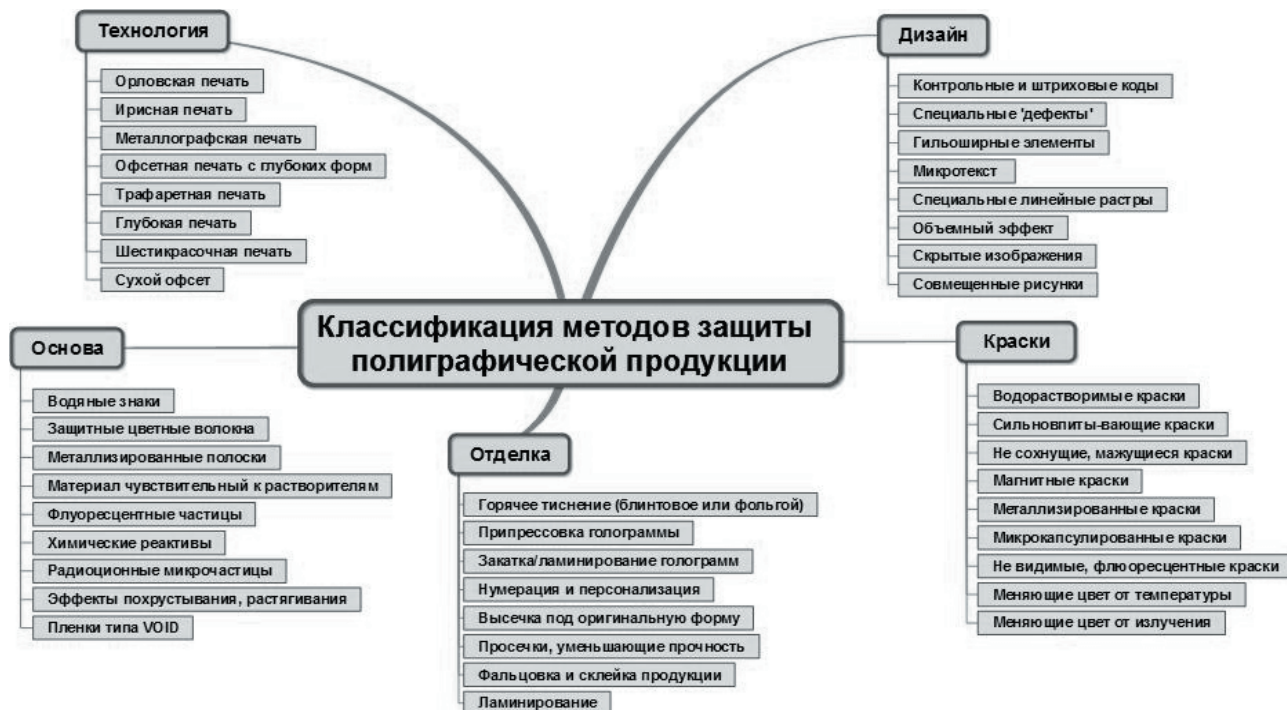 Технология
Орловская печать
Ирисная печать
Металлографская печать
Офсетная печать с глубоких форм
Трафаретная печать
Глубокая печать
Шестикрасочная печать
Сухой офсет
Дизайн
Контрольные и штриховые коды
Специальные 'дефекты'
Гильоширные элементы
Микротекст
Специальные линейные растры
Объемный эффект
Скрытые изображения
Совмещенные рисунки
Классификация методов защиты
полиграфической продукции
Основа
Водяные знаки
Защитные цветные волокна
Металлизированные полоски
Материал чувствительный к растворителям
Флуоресцентные частицы
Химические реактивы
Радиоционные микрочастицы
Эффекты похрустывания, растягивания
Пленки типа VOID
Отделка
Горячее тиснение (блинтовое или фольгой)
Припрессовка голограммы
Закатка/ламинирование голограмм
Нумерация и персонализация
Высечка под оригинальную форму
Просечки, уменьшающие прочность
Фальцовка и склейка продукции
Ламинирование
Краски
Водорастворимые краски
Сильновпиты-вающие краски
Не сохнущие, мажущиеся краски
Магнитные краски
Металлизированные краски
Микрокапсулированные краски
Не видимые, флюоресцентные краски
Меняющие цвет от температуры
Меняющие цвет от излучения